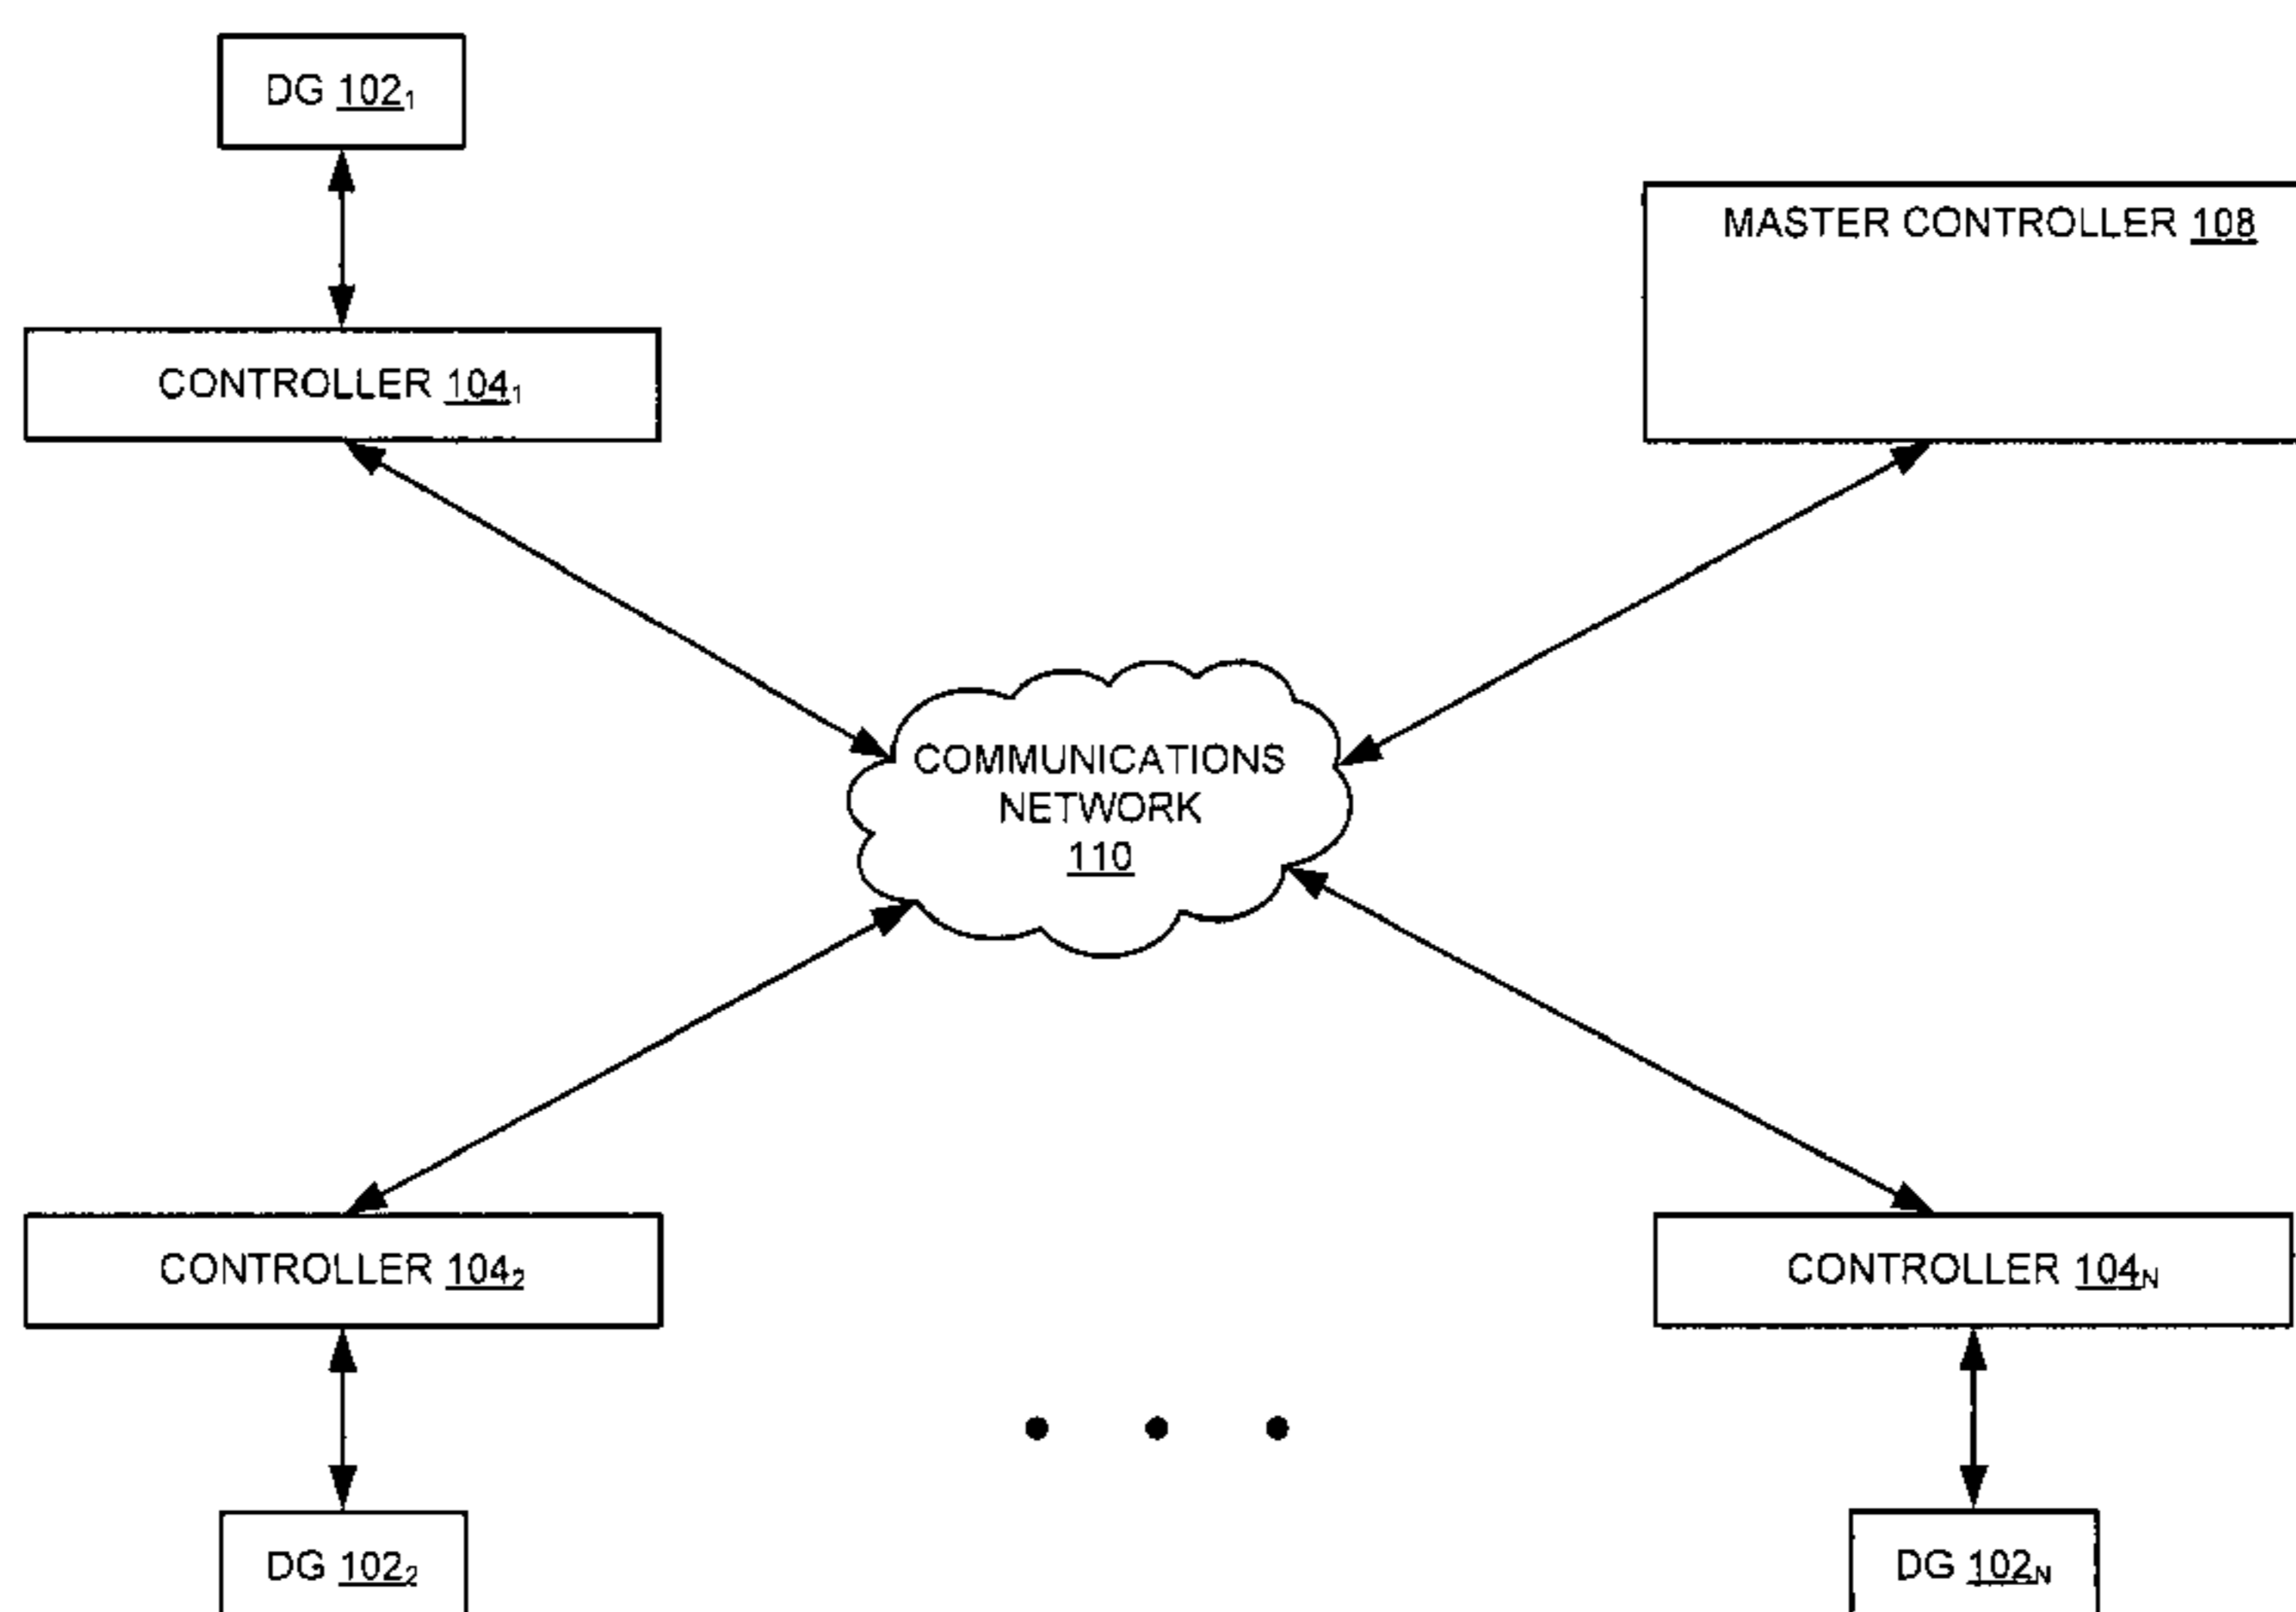 DG 102₁
MASTER CONTROLLER 108
CONTROLLER 104₁
COMMUNICATIONS
NETWORK
110
CONTROLLER 104₂
CONTROLLER 104ₙ
DG 102₂
DG 102ₙ